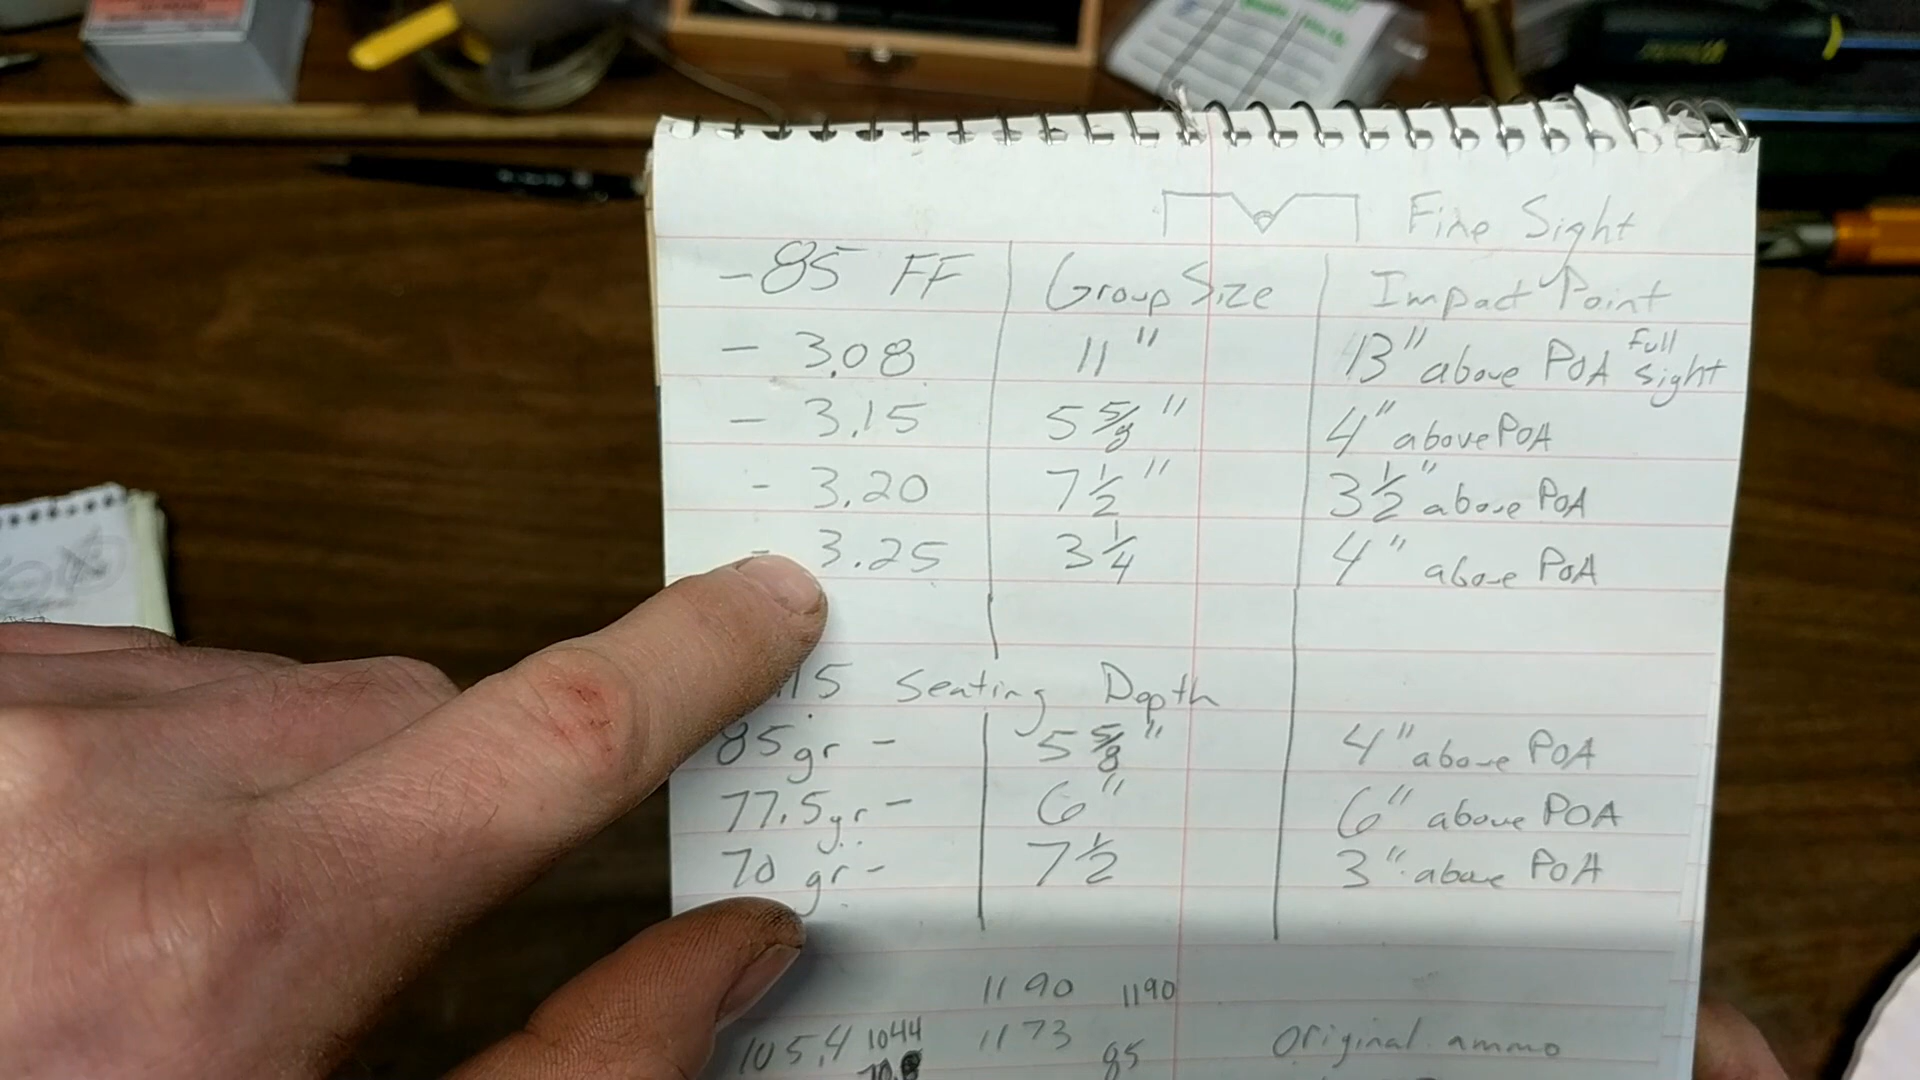 Fine Sight
-85 FF Group Size Impact Point
- 3.08 11" 13" above POA Full Sight
- 3.15 5 5/8" 4" above POA
- 3.20 7 1/2" 3 1/2" above POA
- 3.25 3 1/4 4" above POA
15 Seating Depth
85gr - 5 5/8" 4" above POA
77.5gr - 6" 6" above POA
70 gr - 7 1/2 3" above POA
1190 1190
105.4 1044 1173 85 Original ammo